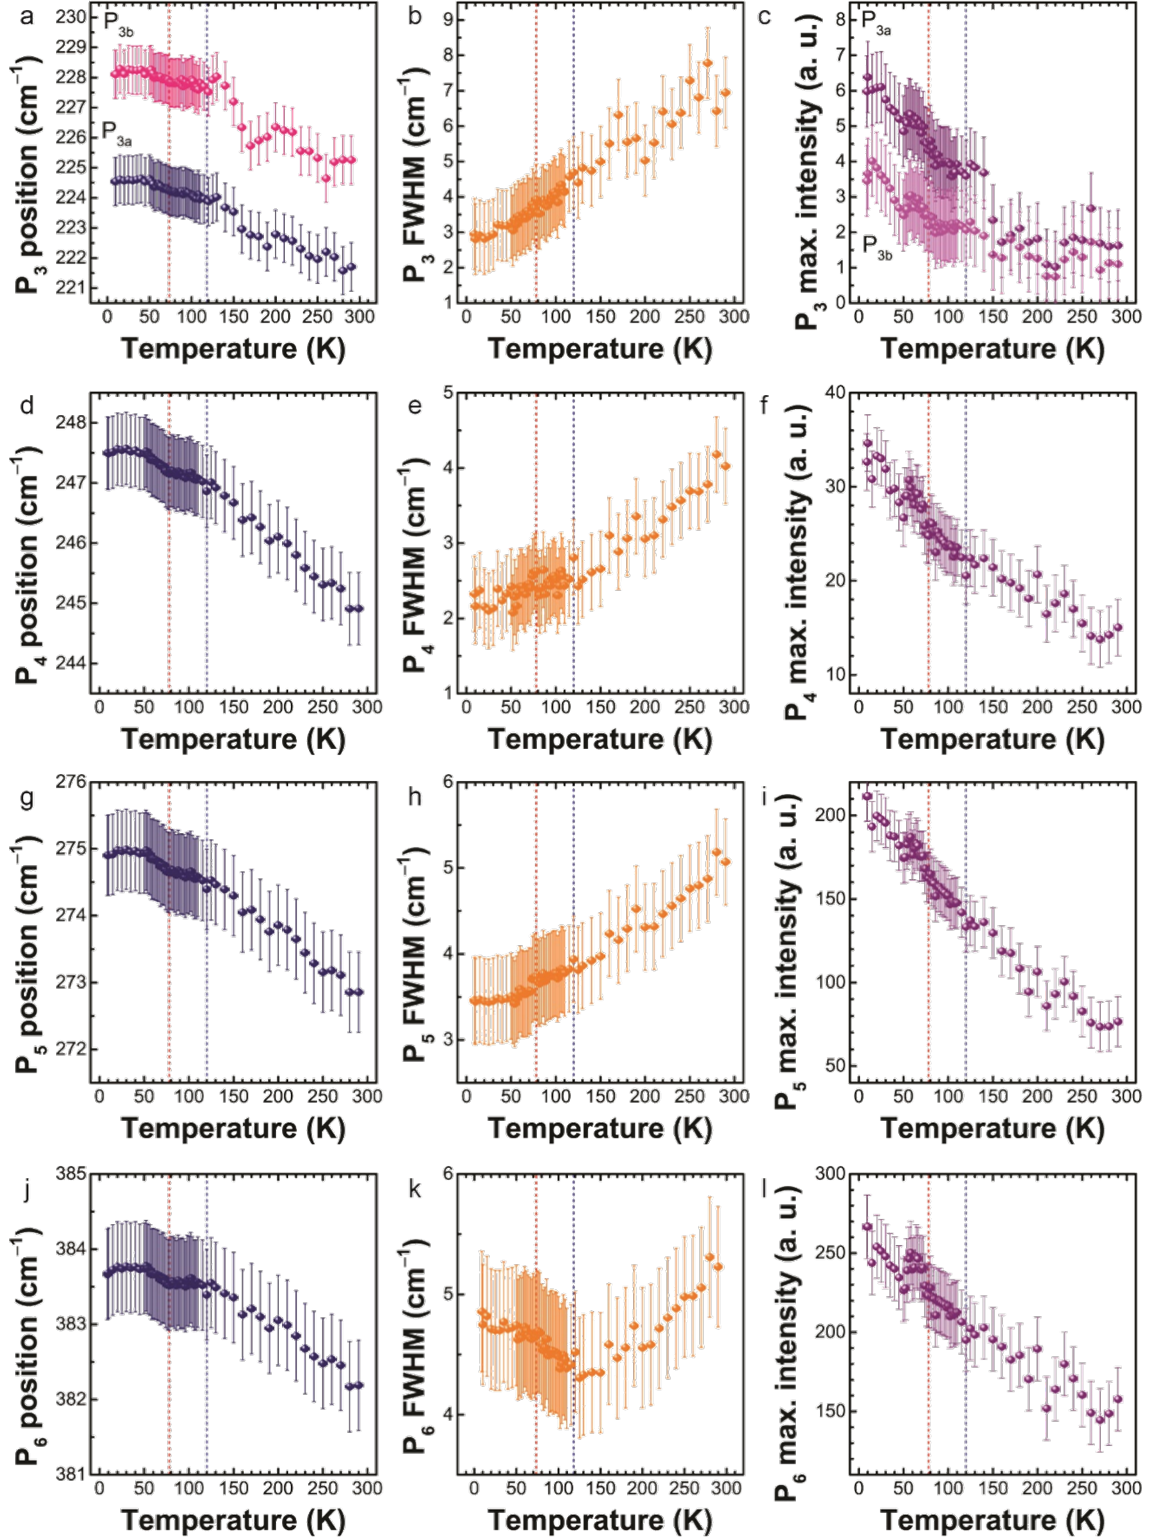 a
P3b
P3a
230
229
228
227
226
225
224
223
222
221
P3 position (cm−1)
0 50 100 150 200 250 300
Temperature (K)
b
9
8
7
6
5
4
3
2
1
P3 FWHM (cm−1)
0 50 100 150 200 250 300
Temperature (K)
c
P3a
P3b
8
7
6
5
4
3
2
1
0
P3 max. intensity (a. u.)
0 50 100 150 200 250 300
Temperature (K)
d
248
247
246
245
244
P4 position (cm−1)
0 50 100 150 200 250 300
Temperature (K)
e
5
4
3
2
1
P4 FWHM (cm−1)
0 50 100 150 200 250 300
Temperature (K)
f
40
30
20
10
P4 max. intensity (a. u.)
0 50 100 150 200 250 300
Temperature (K)
g
276
275
274
273
272
P5 position (cm−1)
0 50 100 150 200 250 300
Temperature (K)
h
6
5
4
3
P5 FWHM (cm−1)
0 50 100 150 200 250 300
Temperature (K)
i
200
150
100
50
P5 max. intensity (a. u.)
0 50 100 150 200 250 300
Temperature (K)
j
385
384
383
382
381
P6 position (cm−1)
0 50 100 150 200 250 300
Temperature (K)
k
6
5
4
P6 FWHM (cm−1)
0 50 100 150 200 250 300
Temperature (K)
l
300
250
200
150
P6 max. intensity (a. u.)
0 50 100 150 200 250 300
Temperature (K)